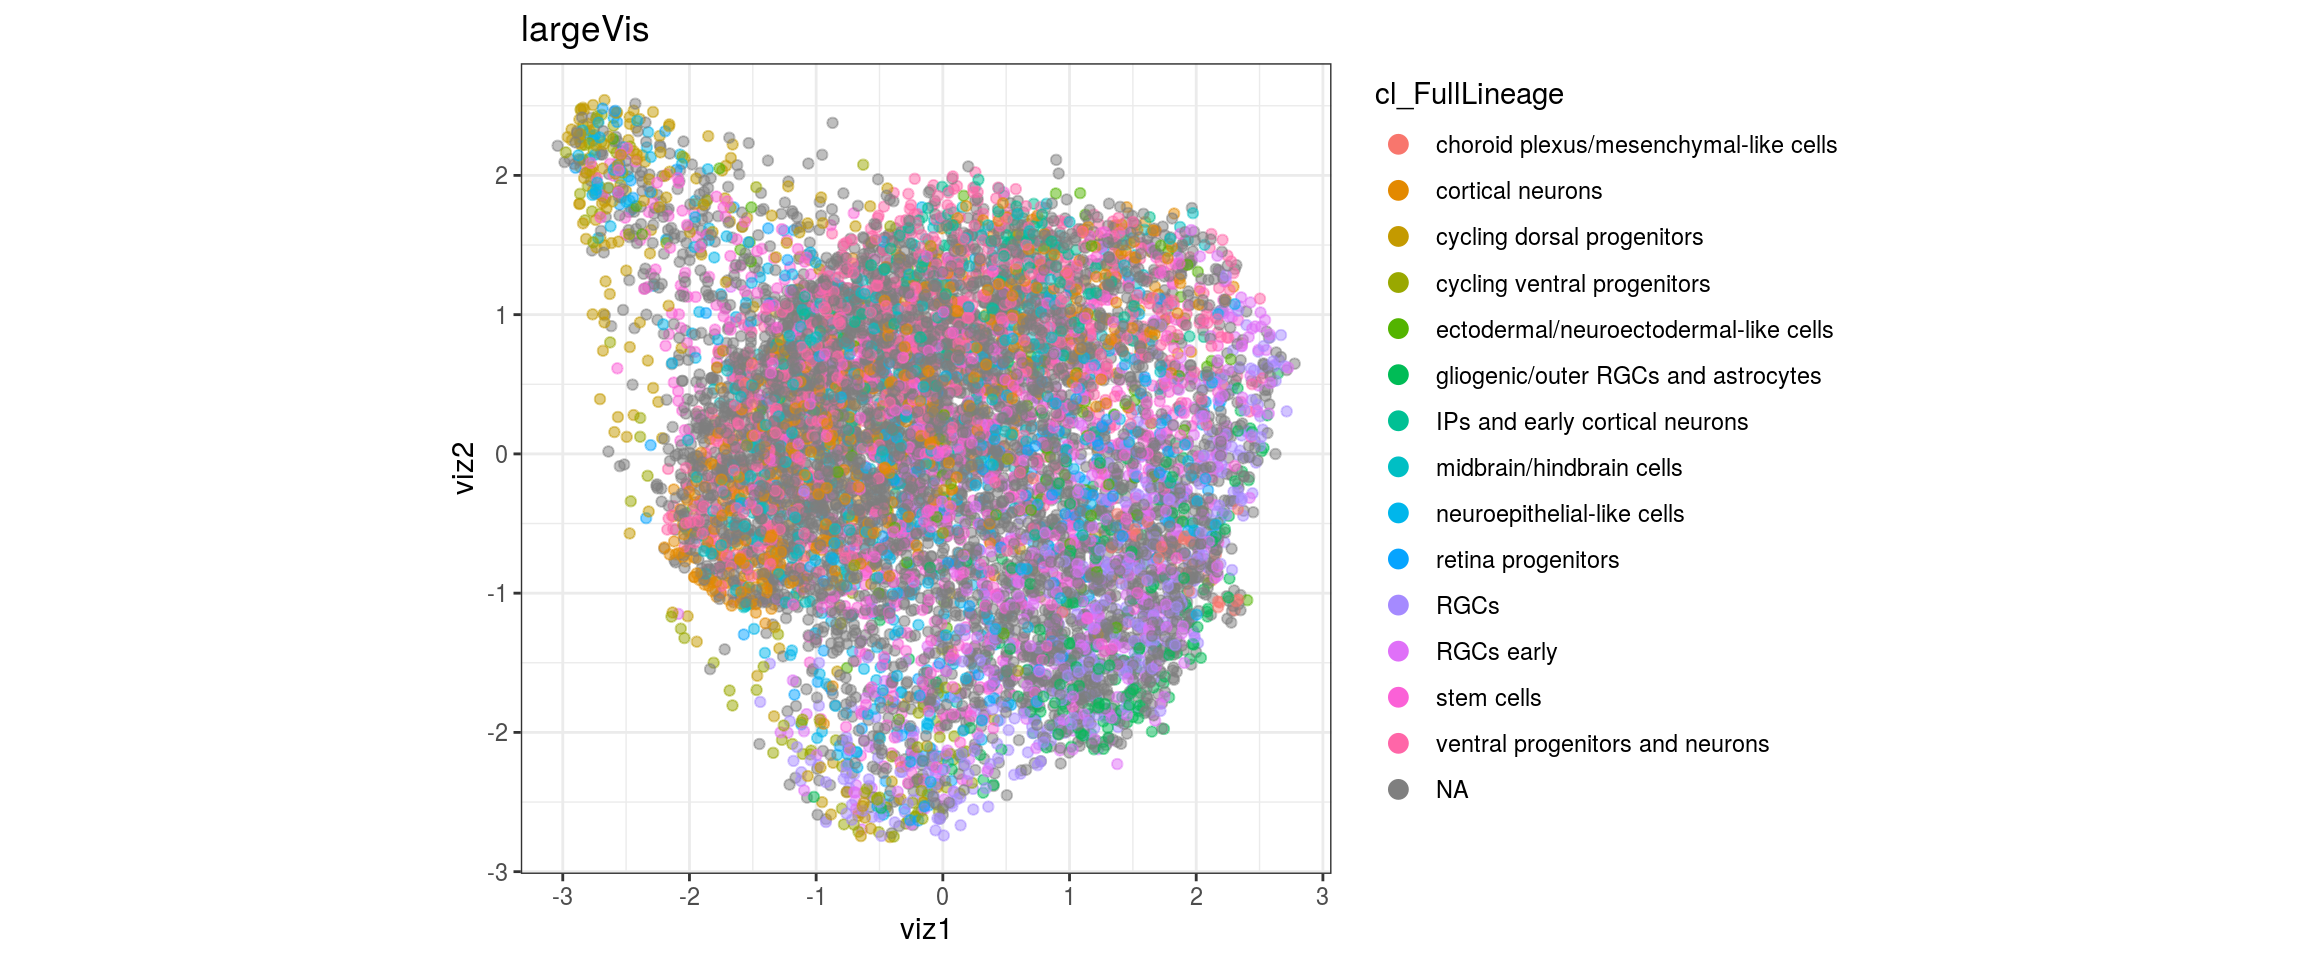 largeVis
cl_FullLineage
choroid plexus/mesenchymal-like cells
cortical neurons
cycling dorsal progenitors
cycling ventral progenitors
ectodermal/neuroectodermal-like cells
gliogenic/outer RGCs and astrocytes
IPs and early cortical neurons
midbrain/hindbrain cells
neuroepithelial-like cells
retina progenitors
RGCs
RGCs early
stem cells
ventral progenitors and neurons
NA
viz2
2
1
0
-1
-2
-3
-3 -2 -1 0 1 2 3
viz1